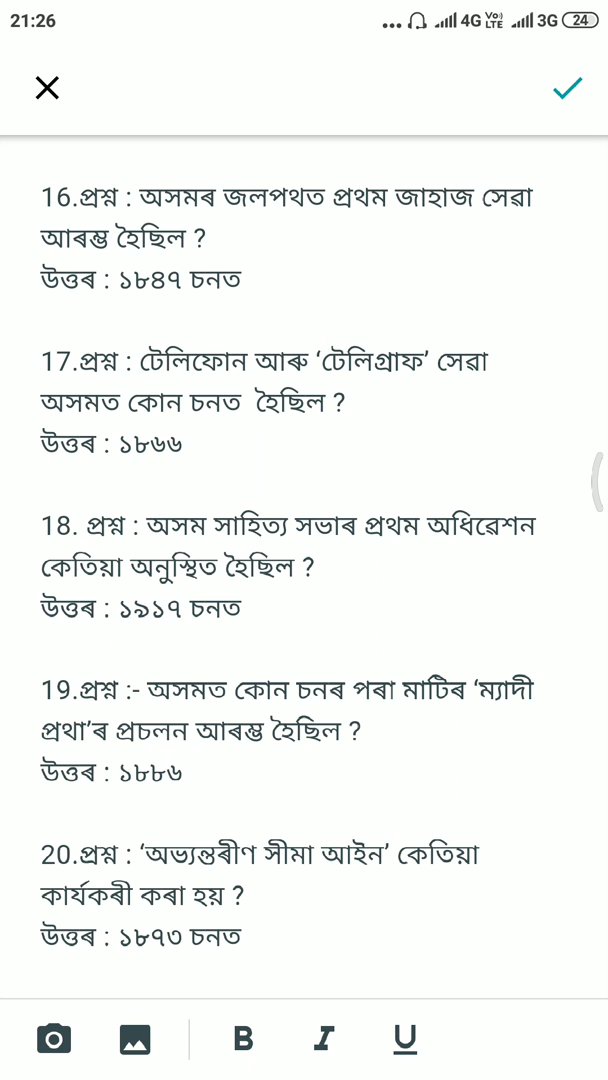 21:26
... 4G VoLTE 3G 24
16.প্ৰশ্ন : অসমৰ জলপথত প্ৰথম জাহাজ সেৱা
আৰম্ভ হৈছিল ?
উত্তৰ : ১৮৪৭ চনত
17.প্ৰশ্ন : টেলিফোন আৰু ‘টেলিগ্ৰাফ’ সেৱা
অসমত কোন চনত  হৈছিল ?
উত্তৰ : ১৮৬৬
18. প্ৰশ্ন : অসম সাহিত্য সভাৰ প্ৰথম অধিৱেশন
কেতিয়া অনুস্থিত হৈছিল ?
উত্তৰ : ১৯১৭ চনত
19.প্ৰশ্ন :- অসমত কোন চনৰ পৰা মাটিৰ ‘ম্যাদী
প্ৰথা’ৰ প্ৰচলন আৰম্ভ হৈছিল ?
উত্তৰ : ১৮৮৬
20.প্ৰশ্ন : ‘অভ্যন্তৰীণ সীমা আইন’ কেতিয়া
কাৰ্যকৰী কৰা হয় ?
উত্তৰ : ১৮৭৩ চনত
B I U